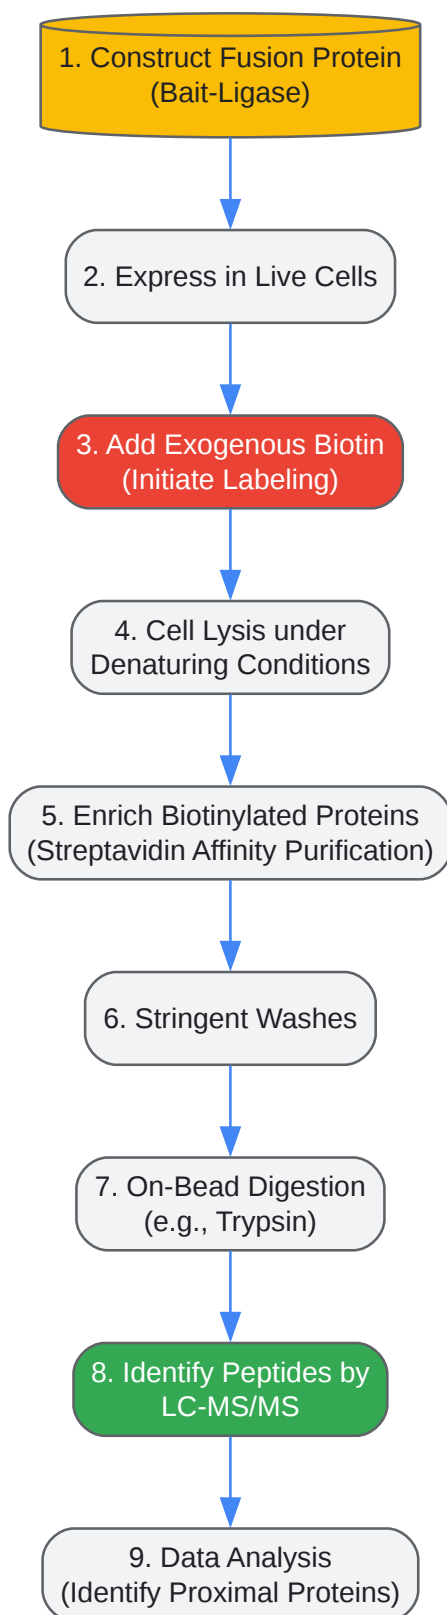 1. Construct Fusion Protein
(Bait-Ligase)
2. Express in Live Cells
3. Add Exogenous Biotin
(Initiate Labeling)
4. Cell Lysis under
Denaturing Conditions
5. Enrich Biotinylated Proteins
(Streptavidin Affinity Purification)
6. Stringent Washes
7. On-Bead Digestion
(e.g., Trypsin)
8. Identify Peptides by
LC-MS/MS
9. Data Analysis
(Identify Proximal Proteins)